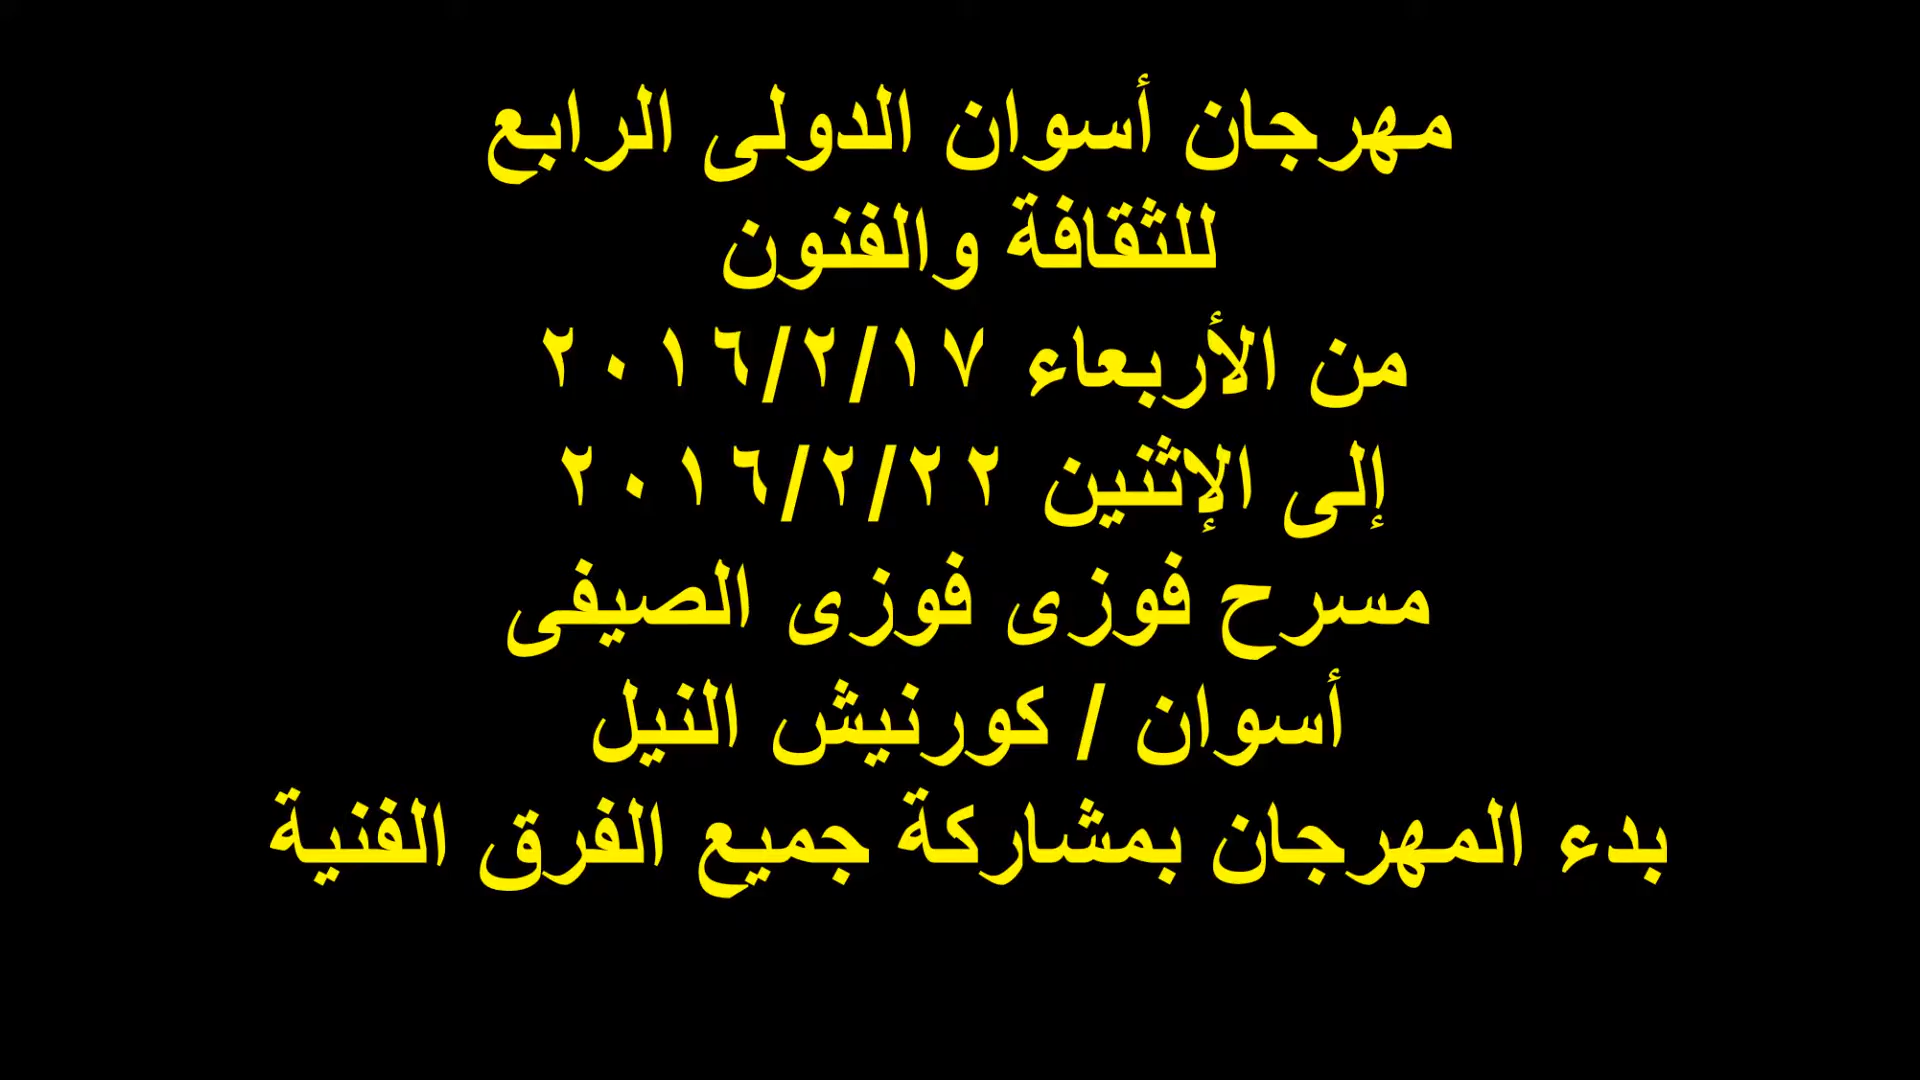 مهرجان أسوان الدولى الرابع
للثقافة والفنون
من الأربعاء ٢٠١٦/٢/١٧
إلى الإثنين ٢٠١٦/٢/٢٢
مسرح فوزى فوزى الصيفى
أسوان / كورنيش النيل
بدء المهرجان بمشاركة جميع الفرق الفنية